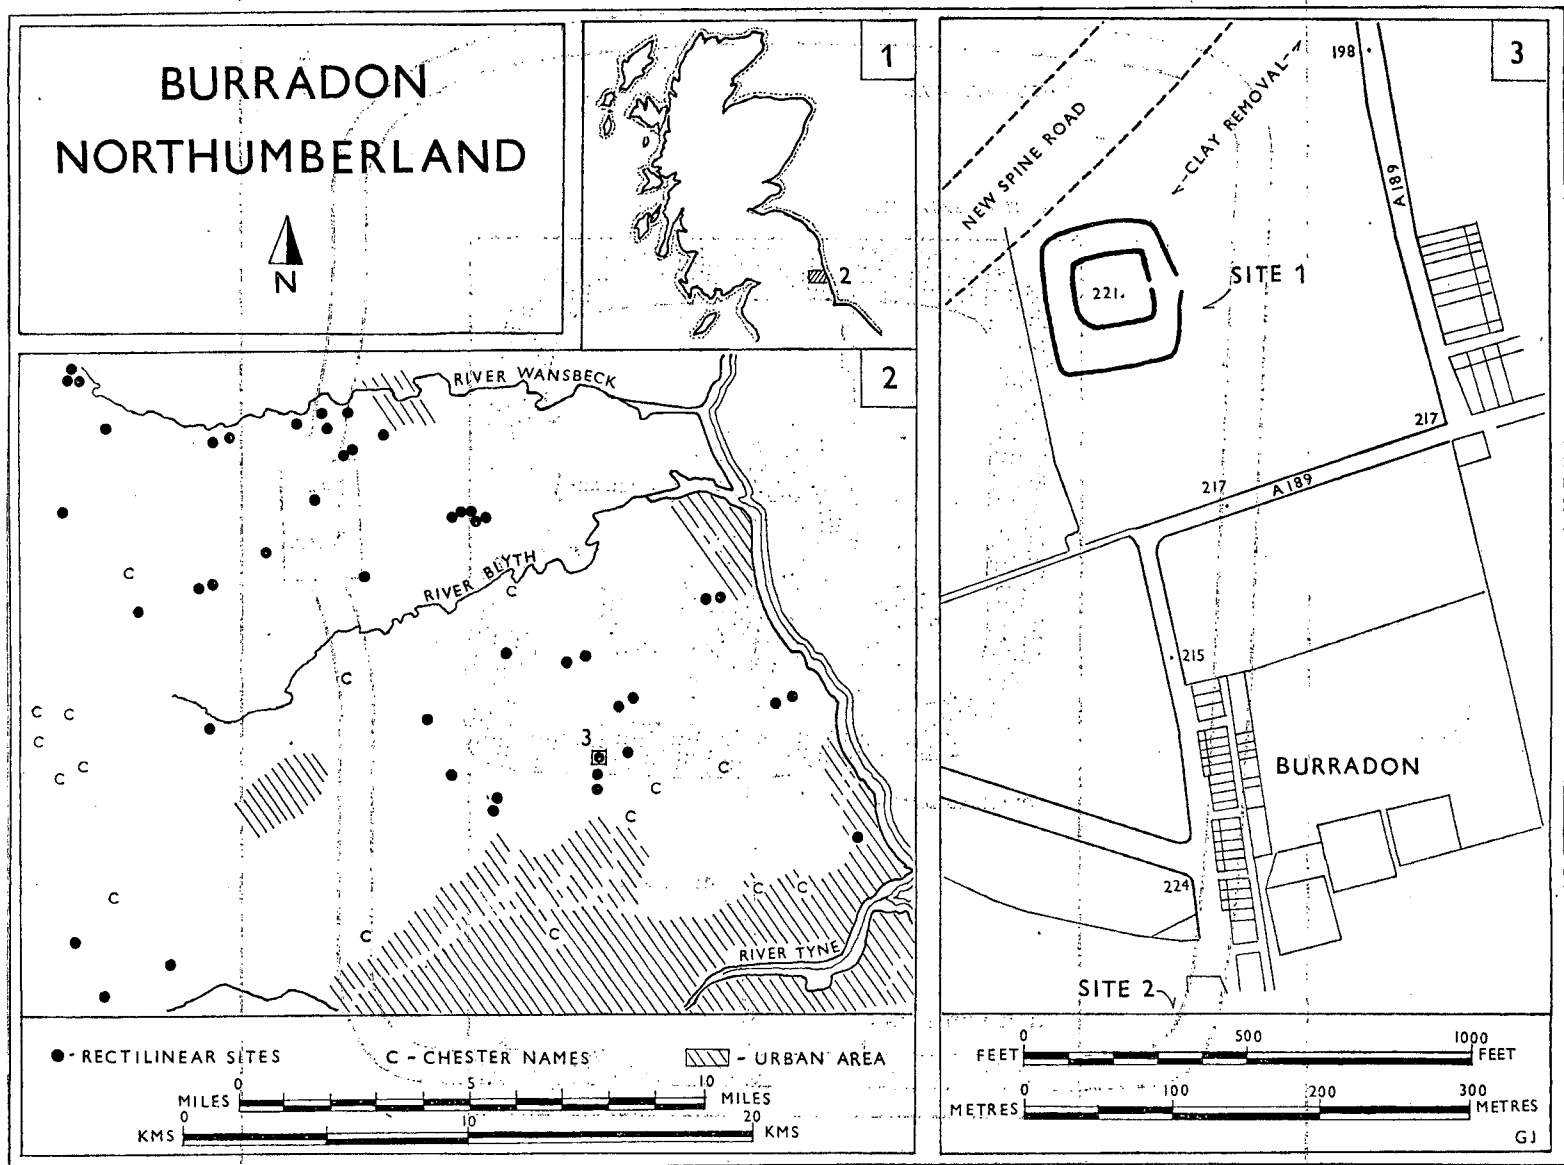 BURRADON
NORTHUMBERLAND
N
1
2
2
RIVER WANSBECK
RIVER BLYTH
C
C
C
C
C
C
C
C
3
C
C
C
C
C
C
C
C
C
RIVER TYNE
● - RECTILINEAR SITES
C - CHESTER NAMES
- URBAN AREA
0 5 10
MILES MILES
0 10 20
KMS KMS
3
198
NEW SPINE ROAD
CLAY REMOVAL
A189
SITE 1
221
217
217
A189
215
BURRADON
224
SITE 2
0 500 1000
FEET FEET
0 100 200 300
METRES METRES
GJ